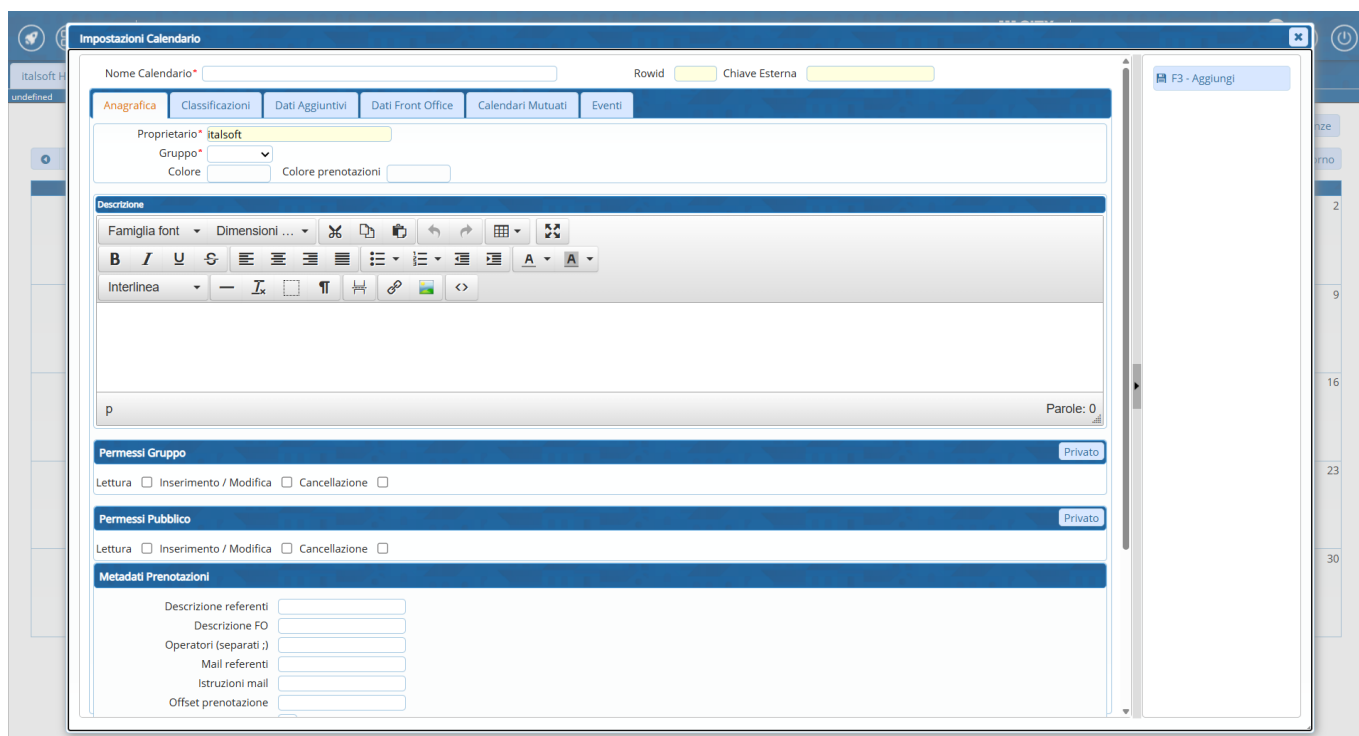 Impostazioni Calendario
italsoft H
undefined
Nome Calendario* Rowid Chiave Esterna
F3 - Aggiungi
Anagrafica Classificazioni Dati Aggiuntivi Dati Front Office Calendari Mutuati Eventi
Proprietario* italsoft
Gruppo*
Colore Colore prenotazioni
nze
rno
Descrizione
2
Famiglia font Dimensioni ...
B I U S A A
Interlinea
9
16
p Parole: 0
Permessi Gruppo Privato
23
Lettura Inserimento / Modifica Cancellazione
Permessi Pubblico Privato
Lettura Inserimento / Modifica Cancellazione
30
Metadati Prenotazioni
Descrizione referenti
Descrizione FO
Operatori (separati ;)
Mail referenti
Istruzioni mail
Offset prenotazione